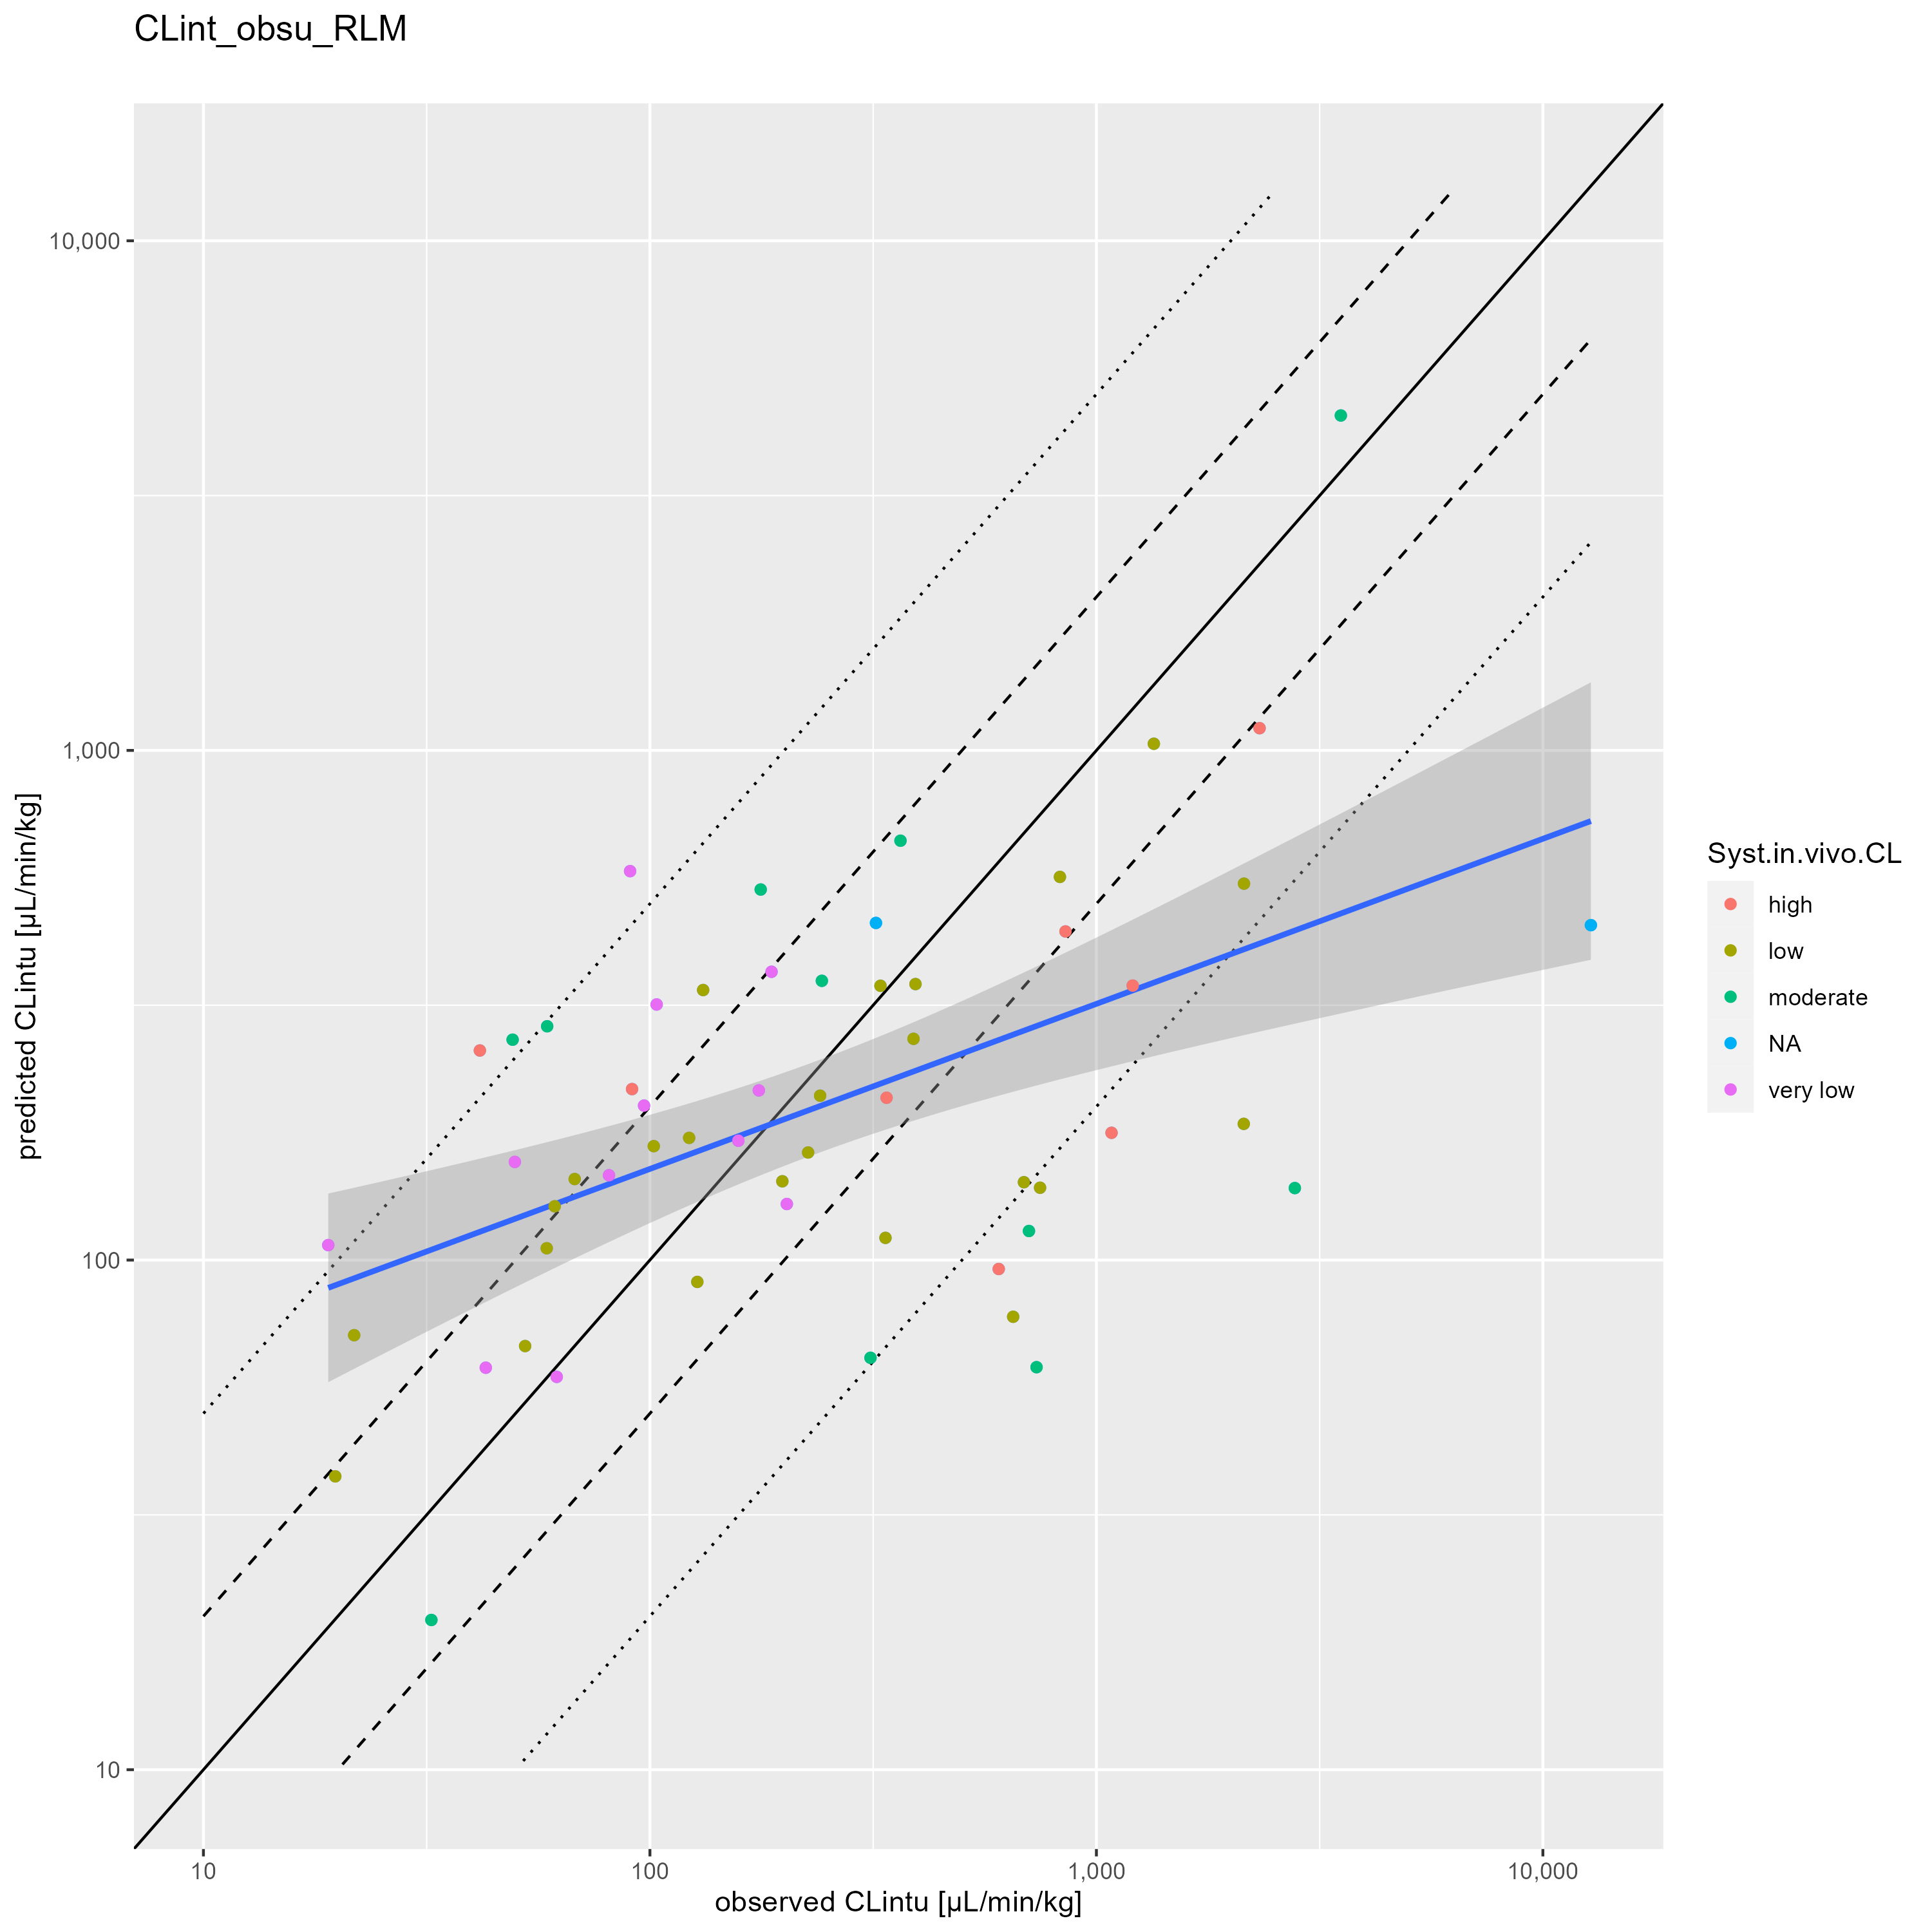 CLint_obsu_RLM
10,000
1,000
100
10
predicted CLintu [µL/min/kg]
10
100
1,000
10,000
observed CLintu [µL/min/kg]
Syst.in.vivo.CL
high
low
moderate
NA
very low